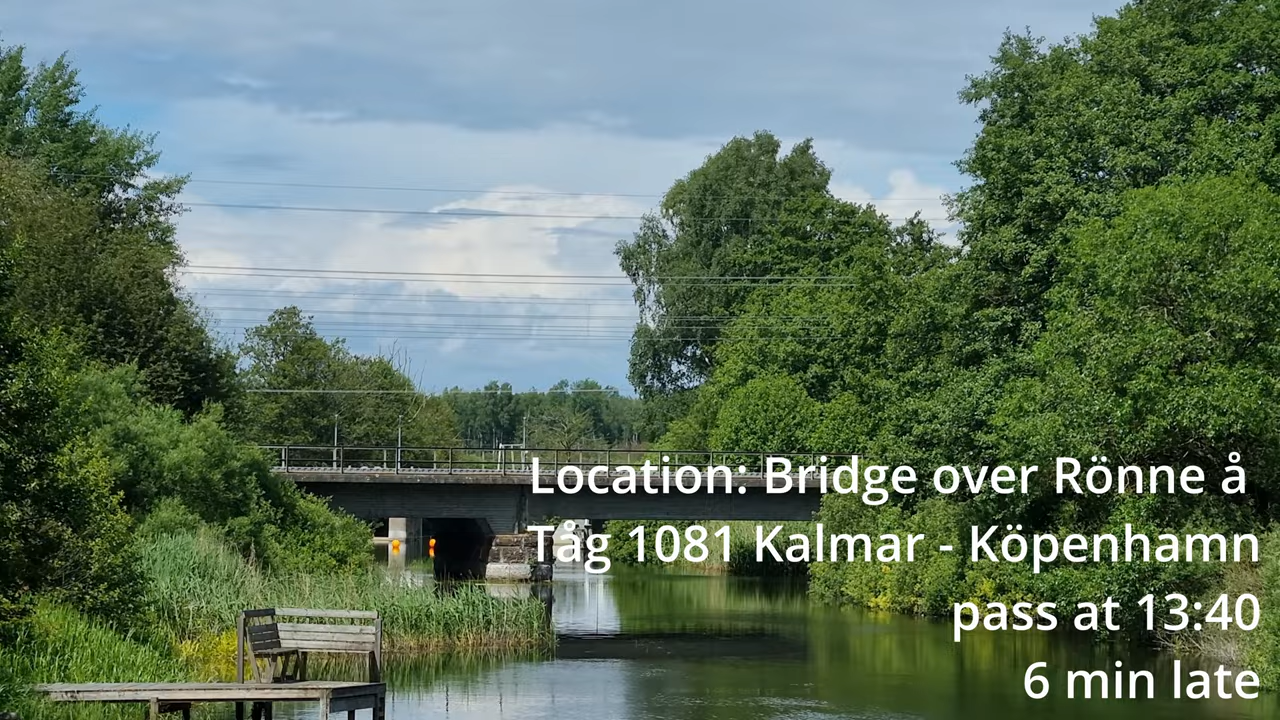 Location: Bridge over Rönne å
Tåg 1081 Kalmar - Köpenhamn
pass at 13:40
6 min late